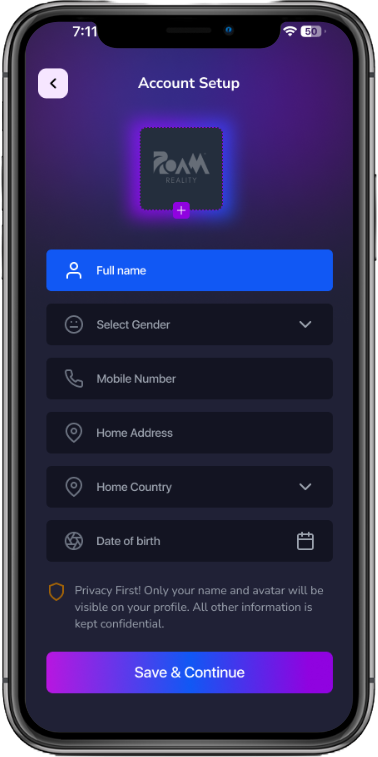 7:11
50
Account Setup
ROAM
REALITY
Full name
Select Gender
Mobile Number
Home Address
Home Country
Date of birth
Privacy First! Only your name and avatar will be
visible on your profile. All other information is
kept confidential.
Save & Continue